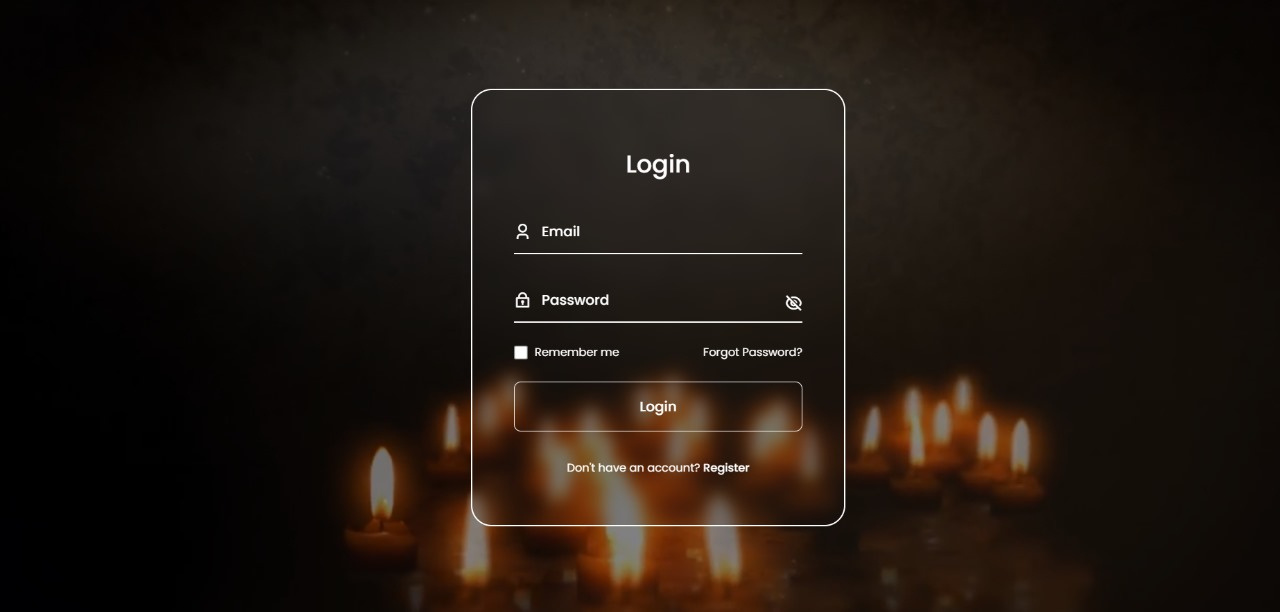 Login
Email
Password
Remember me Forgot Password?
Login
Don't have an account? Register